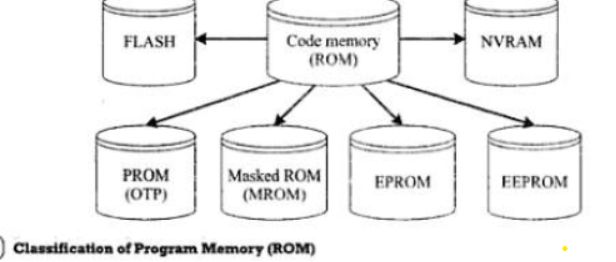 FLASH
Code memory
(ROM)
NVRAM
PROM
(OTP)
Masked ROM
(MROM)
EPROM
EEPROM
) Classification of Program Memory (ROM)